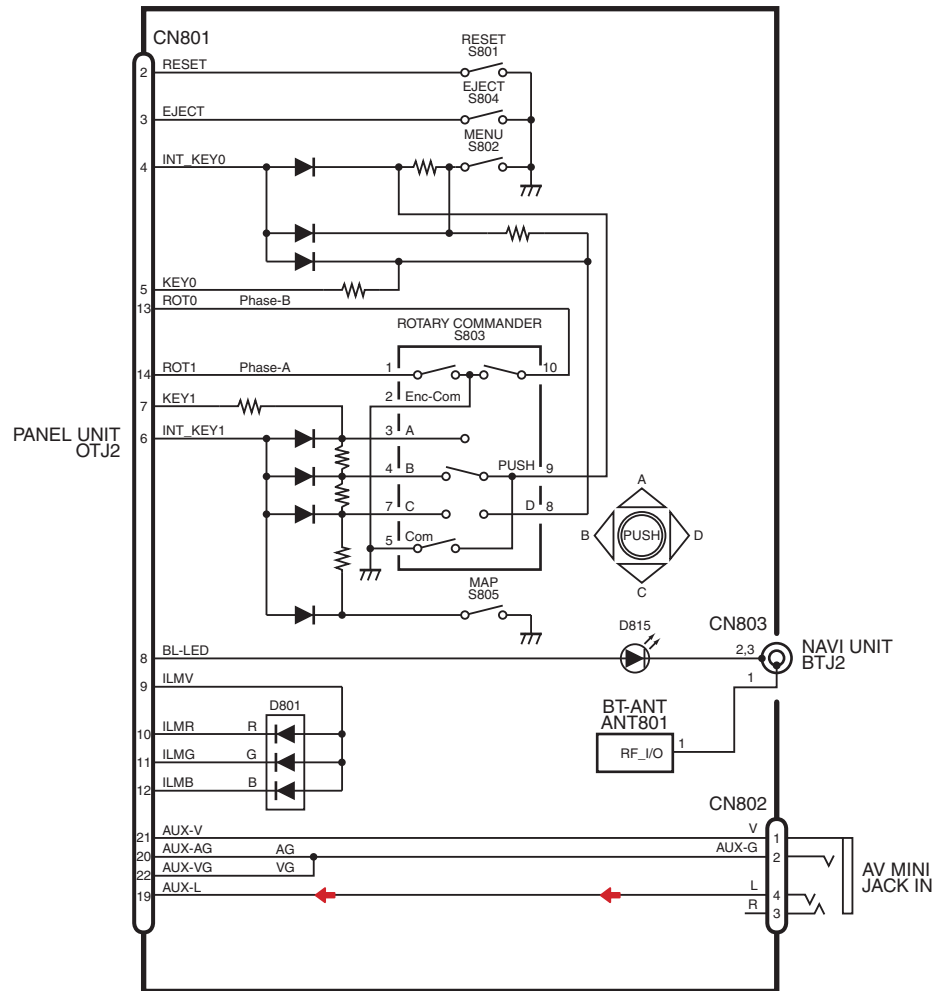 CN801
RESET
S801
2 RESET
EJECT
S804
3 EJECT
MENU
S802
4 INT_KEY0
5 KEY0
13 ROT0 Phase-B
ROTARY COMMANDER
S803
14 ROT1 Phase-A 1 10
2 Enc-Com
7 KEY1
PANEL UNIT
OTJ2
6 INT_KEY1 3 A
4 B PUSH 9
7 C D 8
5 Com
A
B PUSH D
C
MAP
S805
CN803
D815
8 BL-LED 2,3
NAVI UNIT
BTJ2
1
9 ILMV
D801
BT-ANT
ANT801
RF_I/O 1
10 ILMR R
11 ILMG G
12 ILMB B
CN802
21 AUX-V V 1
20 AUX-AG AG AUX-G 2
22 AUX-VG VG
19 AUX-L L 4
R 3
AV MINI
JACK IN